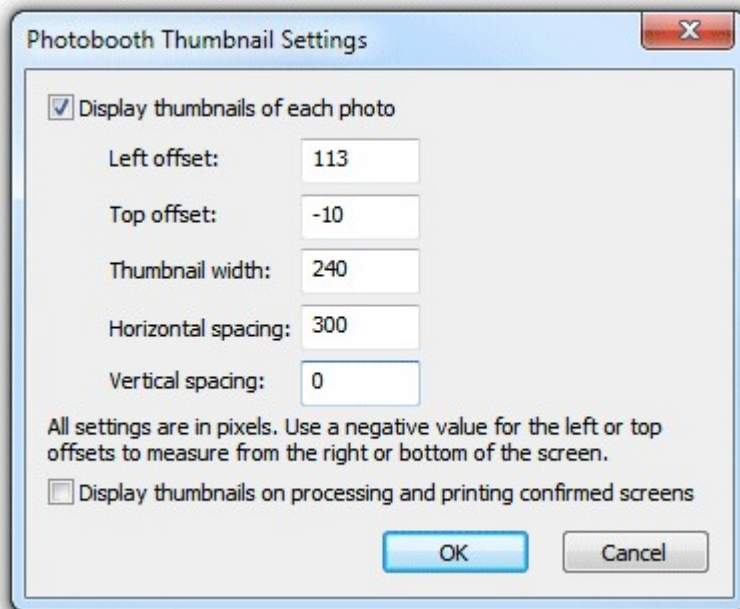 Photobooth Thumbnail Settings
Display thumbnails of each photo
Left offset: 113
Top offset: -10
Thumbnail width: 240
Horizontal spacing: 300
Vertical spacing: 0
All settings are in pixels. Use a negative value for the left or top
offsets to measure from the right or bottom of the screen.
Display thumbnails on processing and printing confirmed screens
OK Cancel